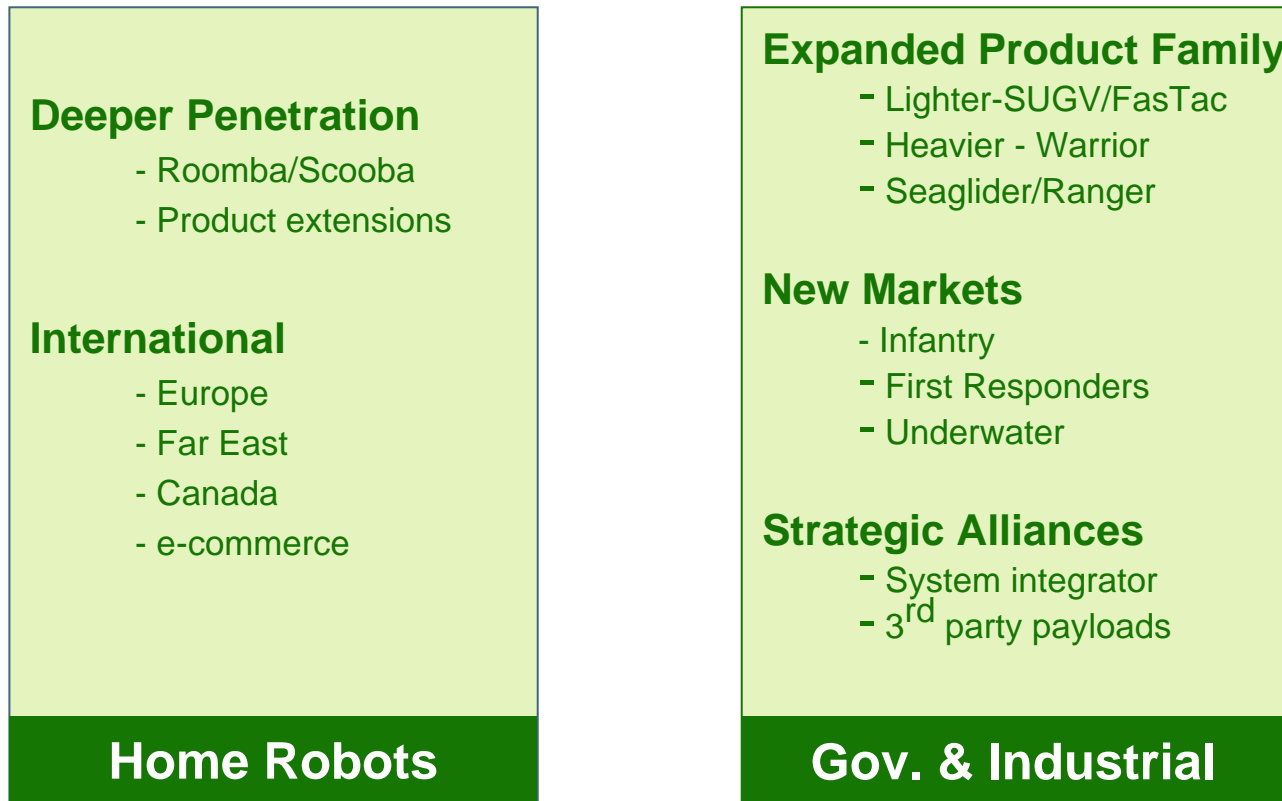 Deeper Penetration
- Roomba/Scooba
- Product extensions
International
- Europe
- Far East
- Canada
- e-commerce
Home Robots
Expanded Product Family
- Lighter-SUGV/FasTac
- Heavier - Warrior
- Seaglider/Ranger
New Markets
- Infantry
- First Responders
- Underwater
Strategic Alliances
- System integrator
- 3rd party payloads
Gov. & Industrial